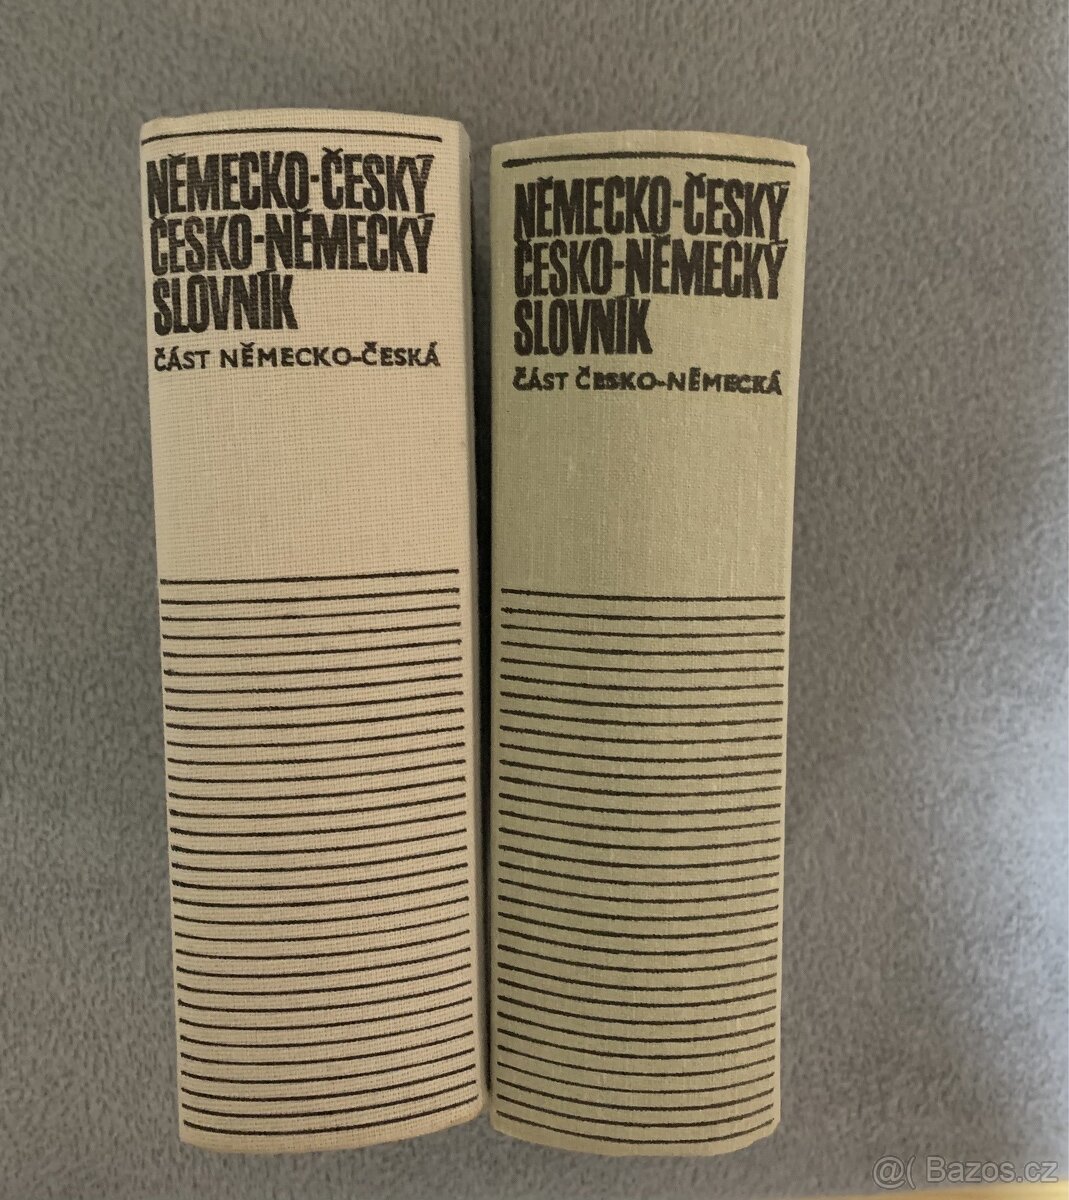 NĚMECKO-ČESKÝ
ČESKO-NĚMECKÝ
SLOVNÍK
ČÁST NĚMECKO-ČESKÁ
NĚMECKO-ČESKÝ
ČESKO-NĚMECKÝ
SLOVNÍK
ČÁST ČESKO-NĚMECKÁ
@( Bazos.cz